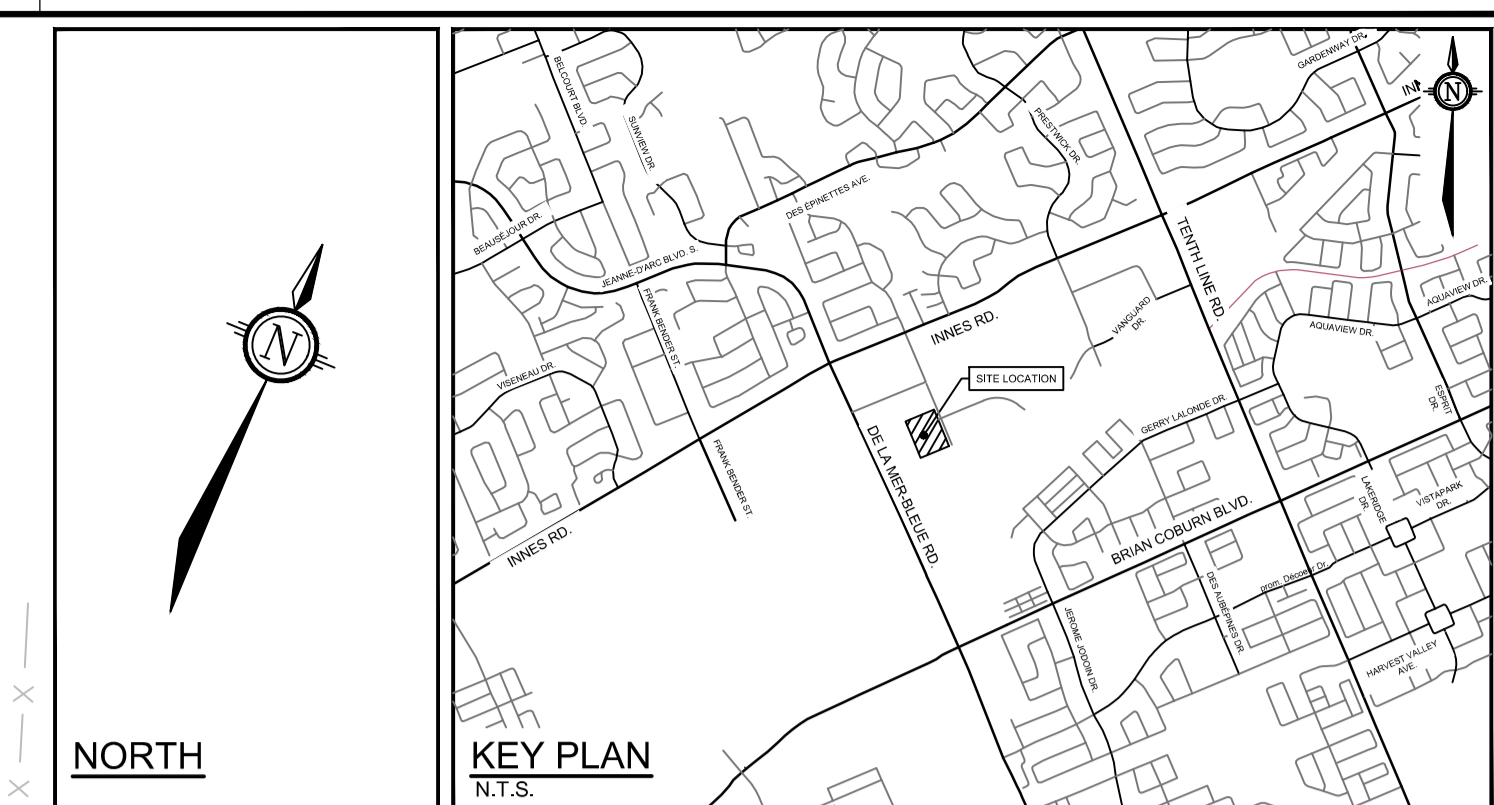 N
NORTH
BELCOURT BLVD.
SUNVIEW DR.
BEAUSÉJOUR DR.
JEANNE-D'ARC BLVD. S.
DES ÉPINETTES AVE.
PRESTWICK DR.
GARDENWAY DR.
N
TENTH LINE RD.
FRANK BENDER ST.
VISENEAU DR.
INNES RD.
VANGUARD
DR.
AQUAVIEW DR.
AQUAVIEW DR.
SITE LOCATION
ESPRIT
DR.
GERRY LALONDE DR.
DE LA MER-BLEUE RD.
FRANK BENDER ST.
INNES RD.
BRIAN COBURN BLVD.
LAKERIDGE
DR.
VISTAPARK
DR.
prom. Décoeur Dr.
DES AUBÉPINES DR.
JEROME JODOIN DR.
HARVEST VALLEY
AVE.
KEY PLAN
N.T.S.
X
X